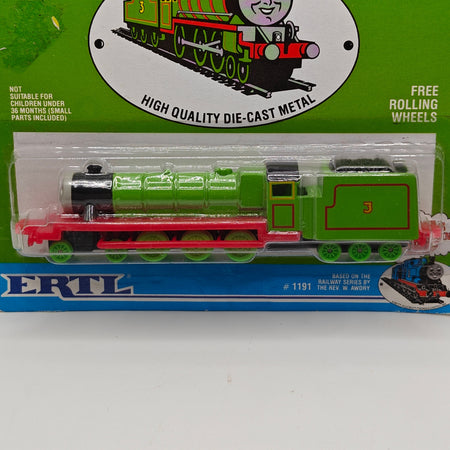 3
HIGH QUALITY DIE-CAST METAL
NOT
SUITABLE FOR
CHILDREN UNDER
36 MONTHS (SMALL
PARTS INCLUDED)
FREE
ROLLING
WHEELS
3
ERTL
# 1191
BASED ON THE
RAILWAY SERIES BY
THE REV. W. AWDRY